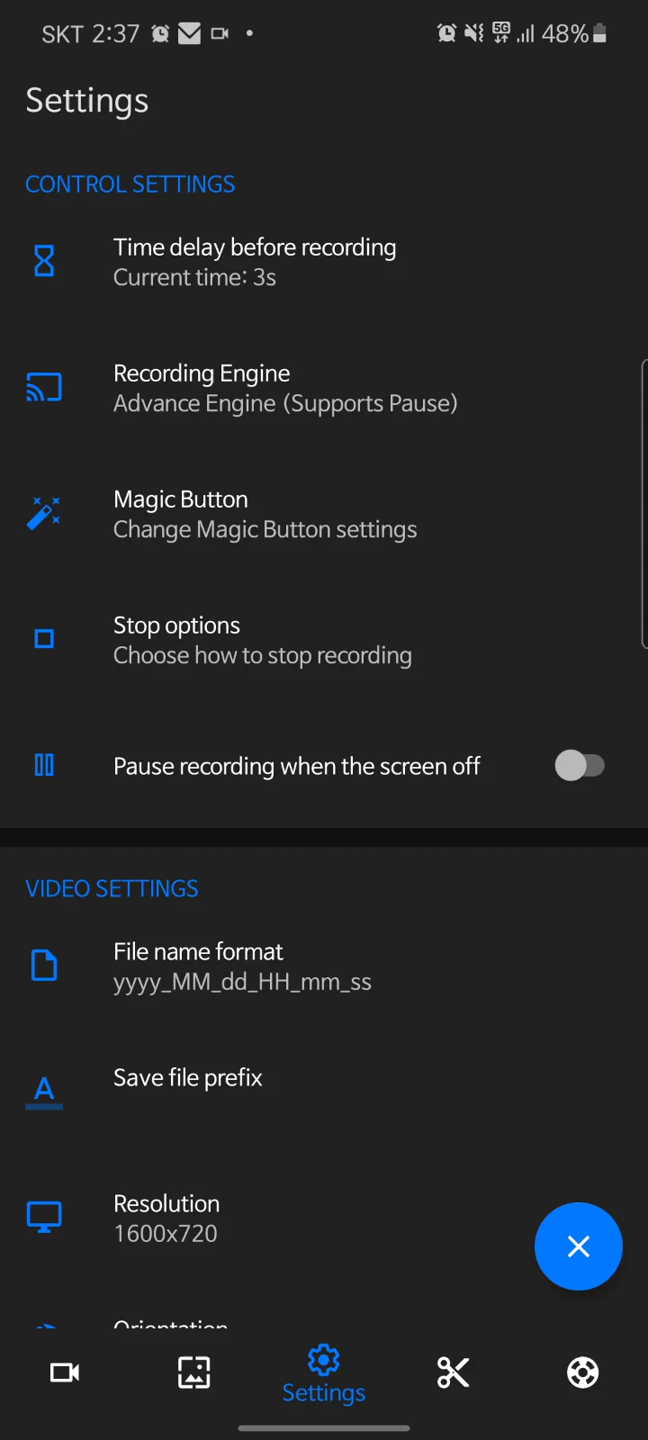 SKT 2:37
5G
48%
Settings
CONTROL SETTINGS
Time delay before recording
Current time: 3s
Recording Engine
Advance Engine (Supports Pause)
Magic Button
Change Magic Button settings
Stop options
Choose how to stop recording
Pause recording when the screen off
VIDEO SETTINGS
File name format
yyyy_MM_dd_HH_mm_ss
Save file prefix
Resolution
1600x720
Orientation
Settings